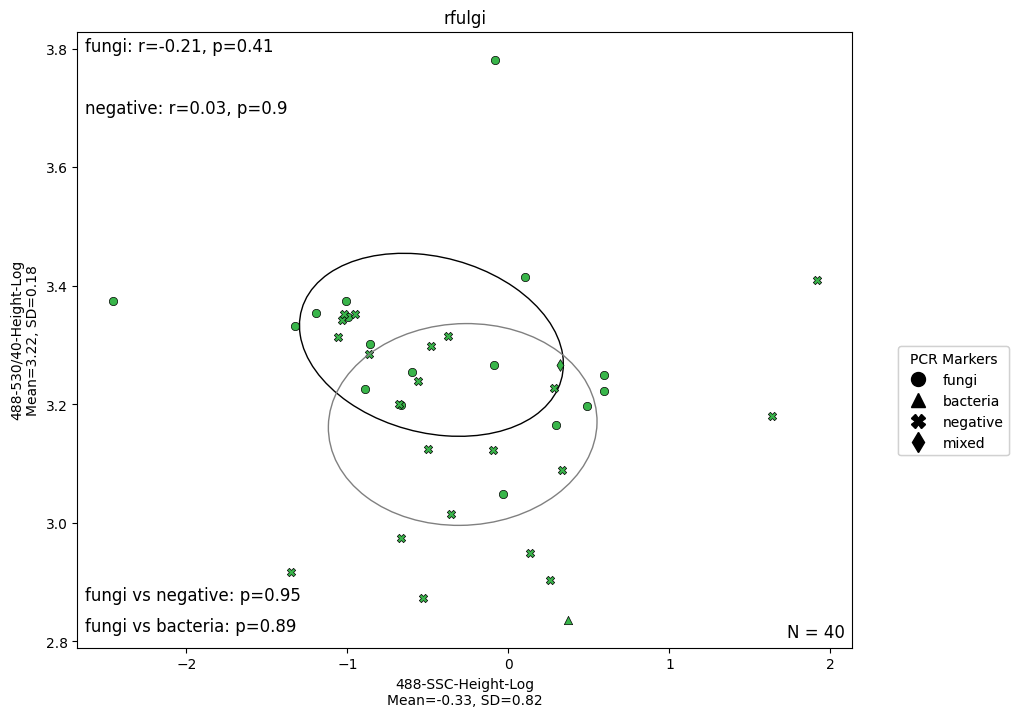 rfulgi
fungi: r=-0.21, p=0.41
negative: r=0.03, p=0.9
fungi vs negative: p=0.95
fungi vs bacteria: p=0.89
N = 40
3.8
3.6
3.4
3.2
3.0
2.8
488-530/40-Height-Log
Mean=3.22, SD=0.18
−2
−1
0
1
2
488-SSC-Height-Log
Mean=-0.33, SD=0.82
PCR Markers
fungi
bacteria
negative
mixed